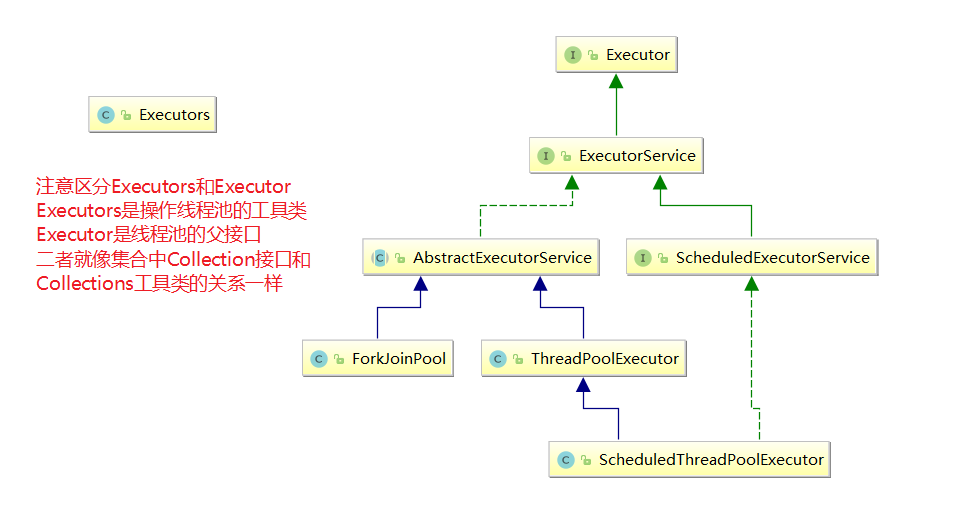 Executor
Executors
ExecutorService
注意区分Executors和Executor
Executors是操作线程池的工具类
Executor是线程池的父接口
二者就像集合中Collection接口和
Collections工具类的关系一样
AbstractExecutorService
ScheduledExecutorService
ForkJoinPool
ThreadPoolExecutor
ScheduledThreadPoolExecutor